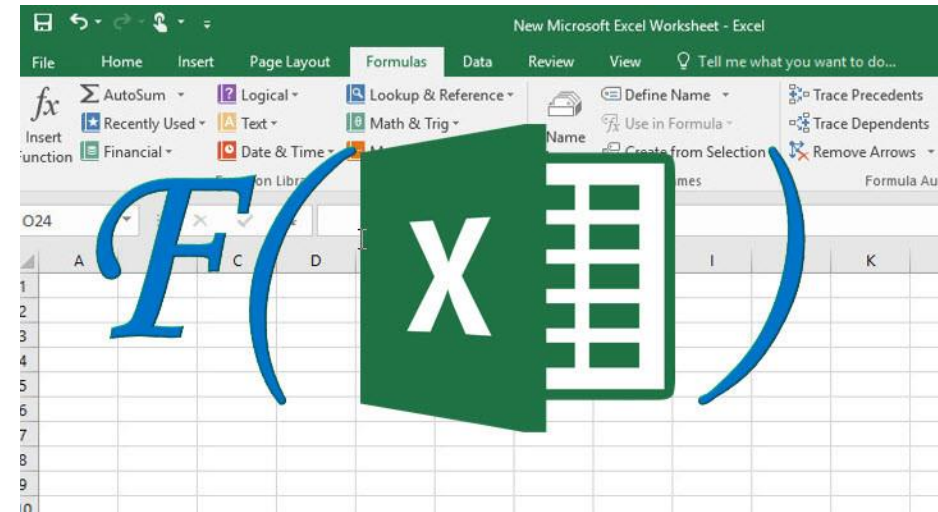 New Microsoft Excel Worksheet - Excel
File Home Insert Page Layout Formulas Data Review View Tell me what you want to do...
fx AutoSum Logical Lookup & Reference Define Name Trace Precedents
Insert Recently Used Text Math & Trig Name Use in Formula Trace Dependents
Financial Date & Time Create from Selection Remove Arrows
Formula Au
O24
A C D I K
F( X )
1
2
3
4
5
6
7
8
9
10